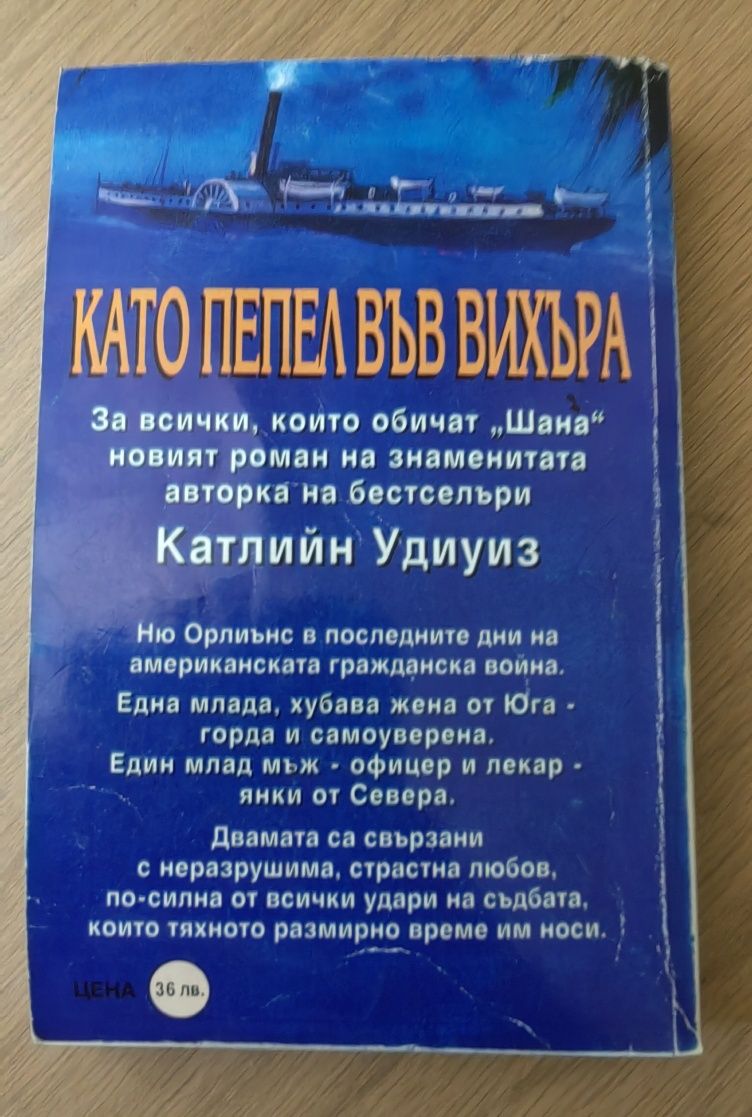 КАТО ПЕПЕЛ ВЪВ ВИХЪРА
За всички, които обичат „Шана“
новият роман на знаменитата
авторка на бестселъри
Катлийн Удиуиз
Ню Орлиънс в последните дни на
американската гражданска война.
Една млада, хубава жена от Юга -
горда и самоуверена.
Един млад мъж - офицер и лекар -
янки от Севера.
Двамата са свързани
с неразрушима, страстна любов,
по-силна от всички удари на съдбата,
които тяхното размирно време им носи.
ЦЕНА 36 лв.